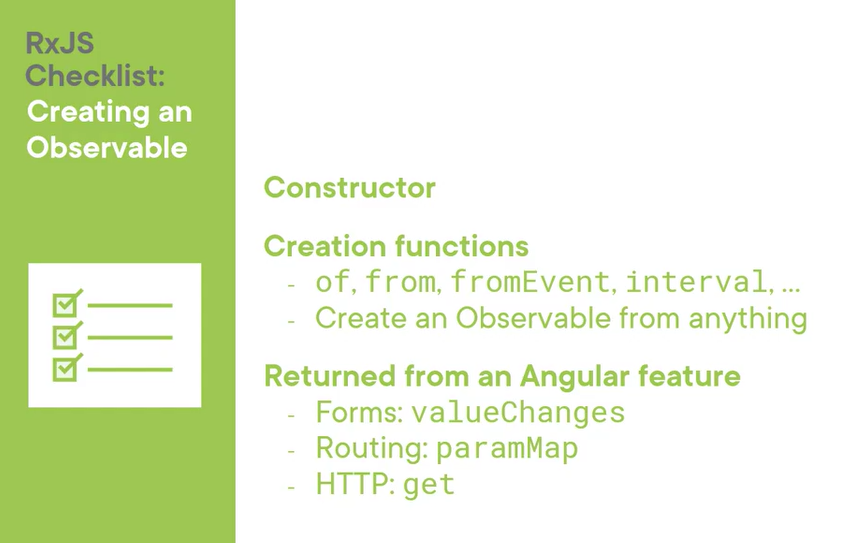 RxJS
Checklist:
Creating an
Observable
Constructor
Creation functions
- of, from, fromEvent, interval, ...
- Create an Observable from anything
Returned from an Angular feature
- Forms: valueChanges
- Routing: paramMap
- HTTP: get